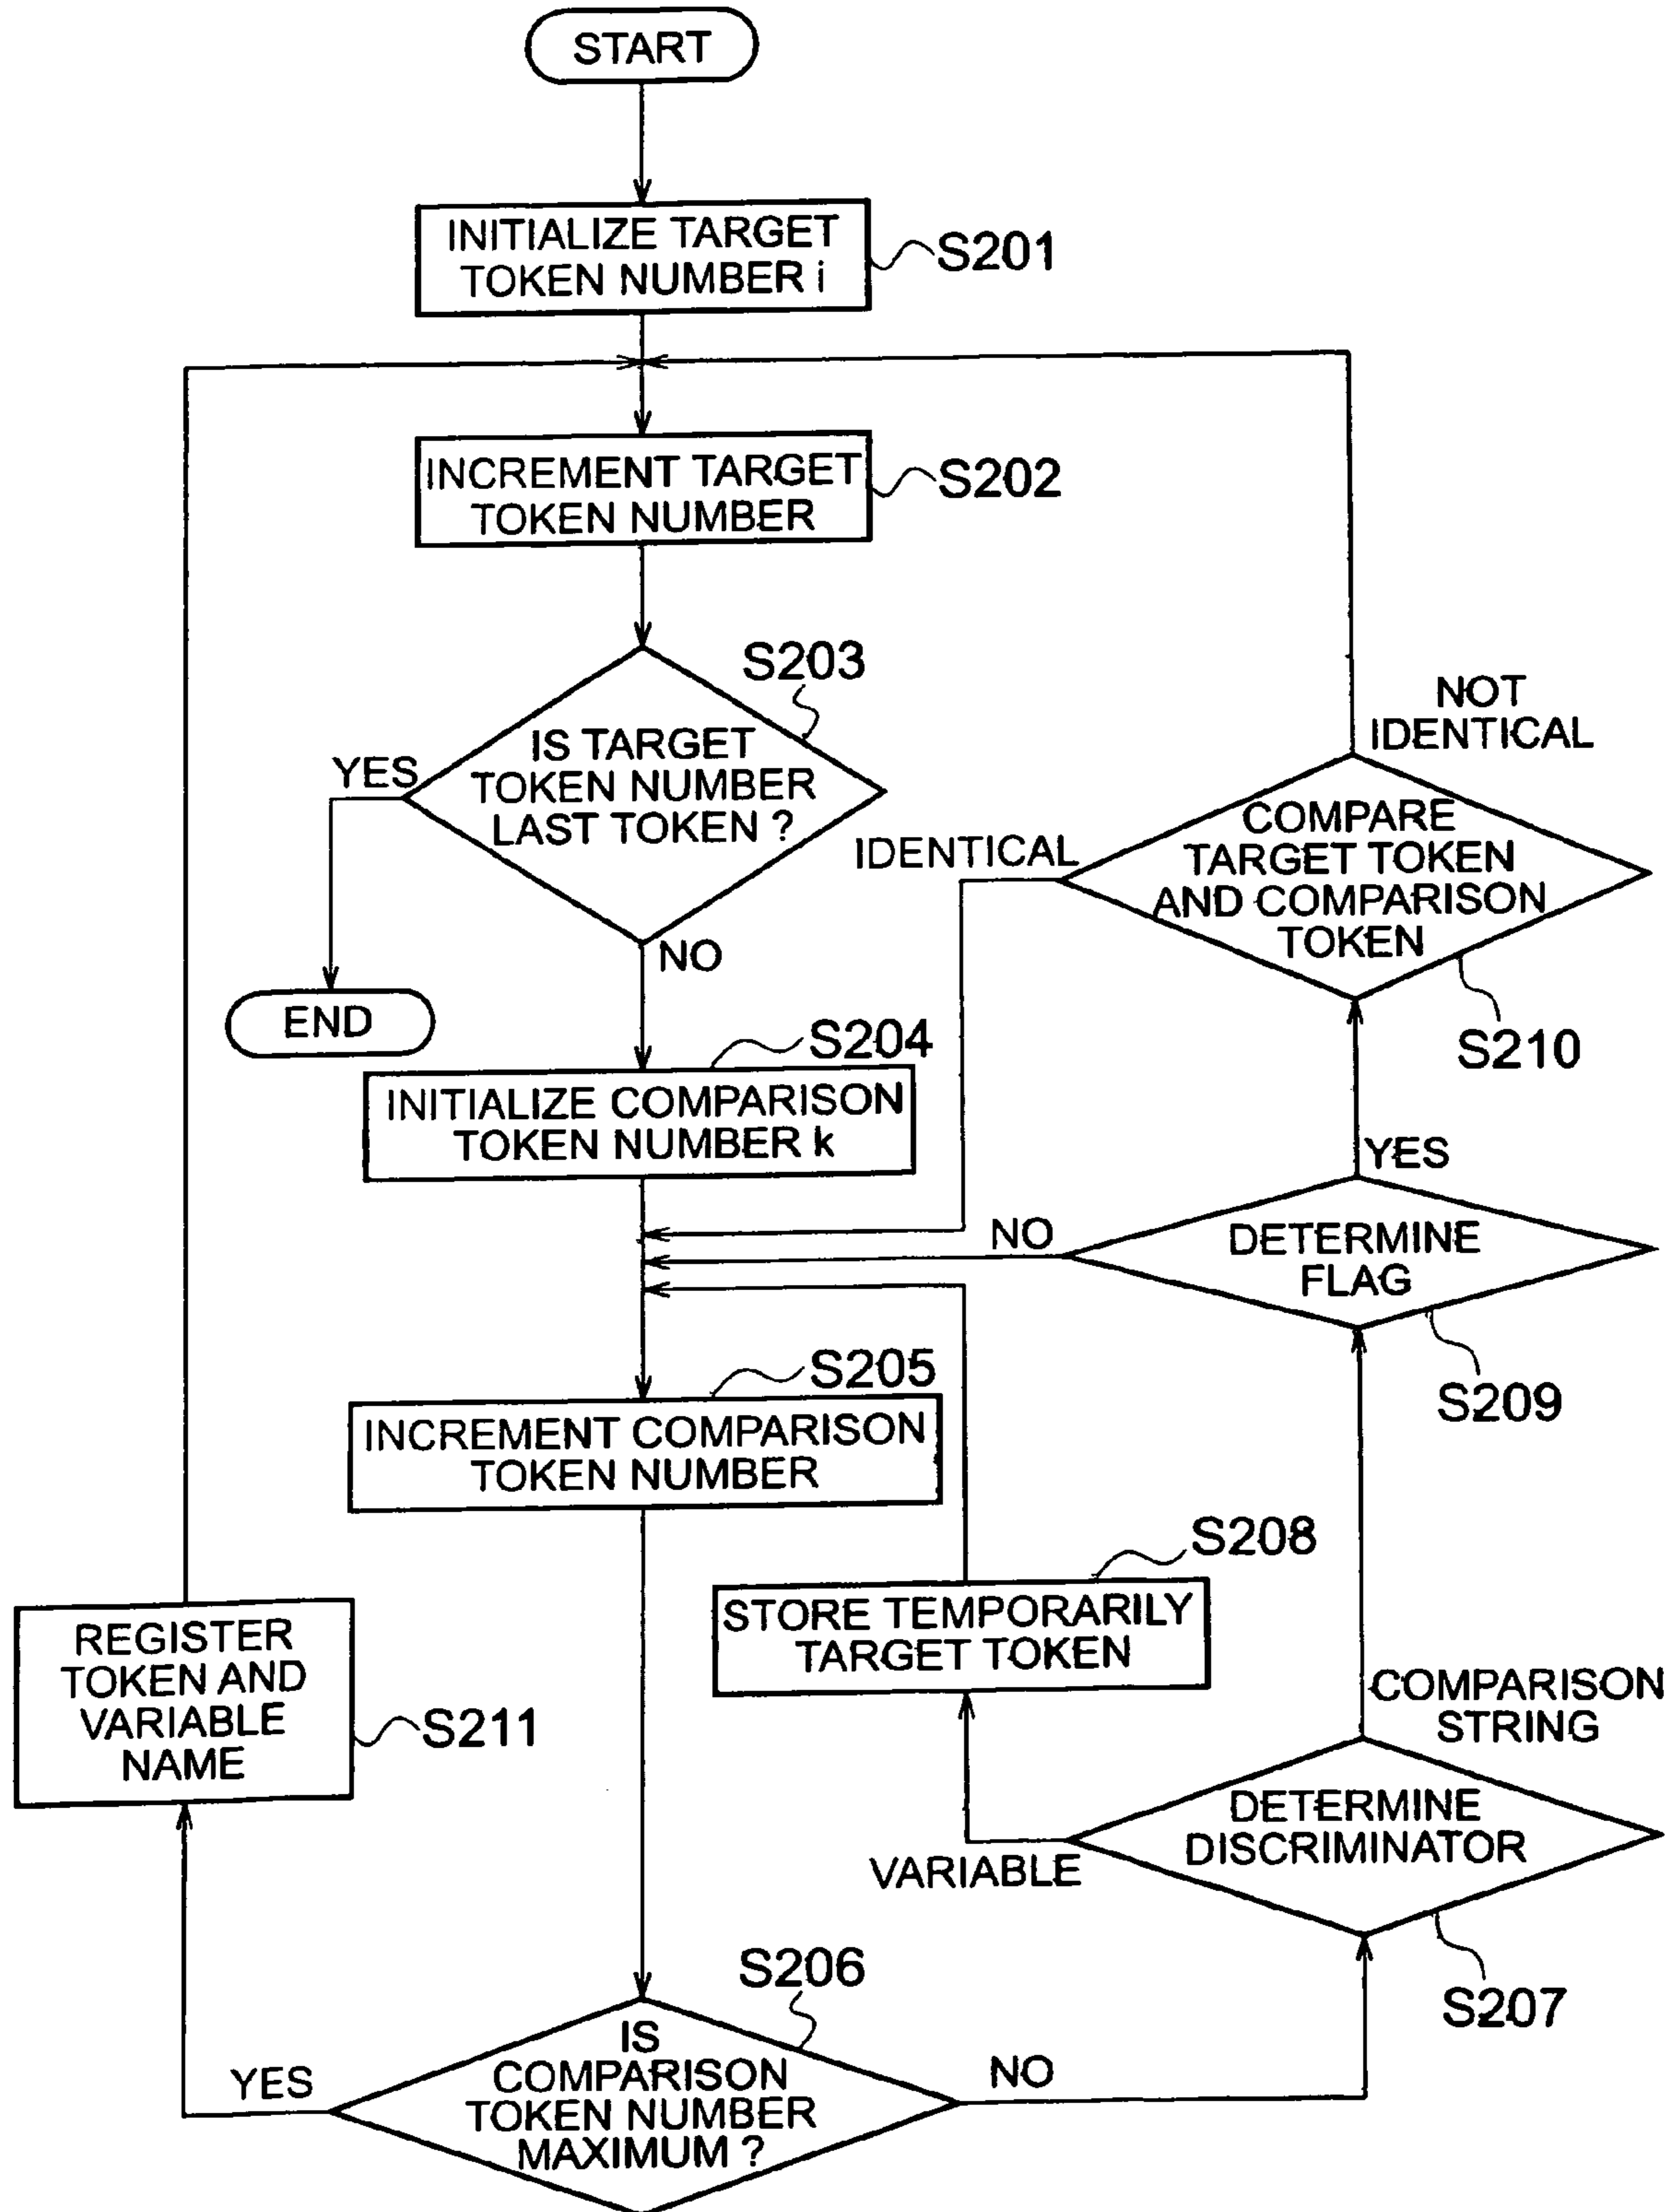 START
INITIALIZE TARGET
TOKEN NUMBER i
S201
INCREMENT TARGET
TOKEN NUMBER
S202
S203
IS TARGET
TOKEN NUMBER
LAST TOKEN ?
YES
NO
END
NOT
IDENTICAL
COMPARE
TARGET TOKEN
AND COMPARISON
TOKEN
IDENTICAL
S210
S204
INITIALIZE COMPARISON
TOKEN NUMBER k
YES
NO
DETERMINE
FLAG
S209
S205
INCREMENT COMPARISON
TOKEN NUMBER
S208
STORE TEMPORARILY
TARGET TOKEN
REGISTER
TOKEN AND
VARIABLE
NAME
S211
COMPARISON
STRING
DETERMINE
DISCRIMINATOR
VARIABLE
S207
S206
IS
COMPARISON
TOKEN NUMBER
MAXIMUM ?
YES
NO